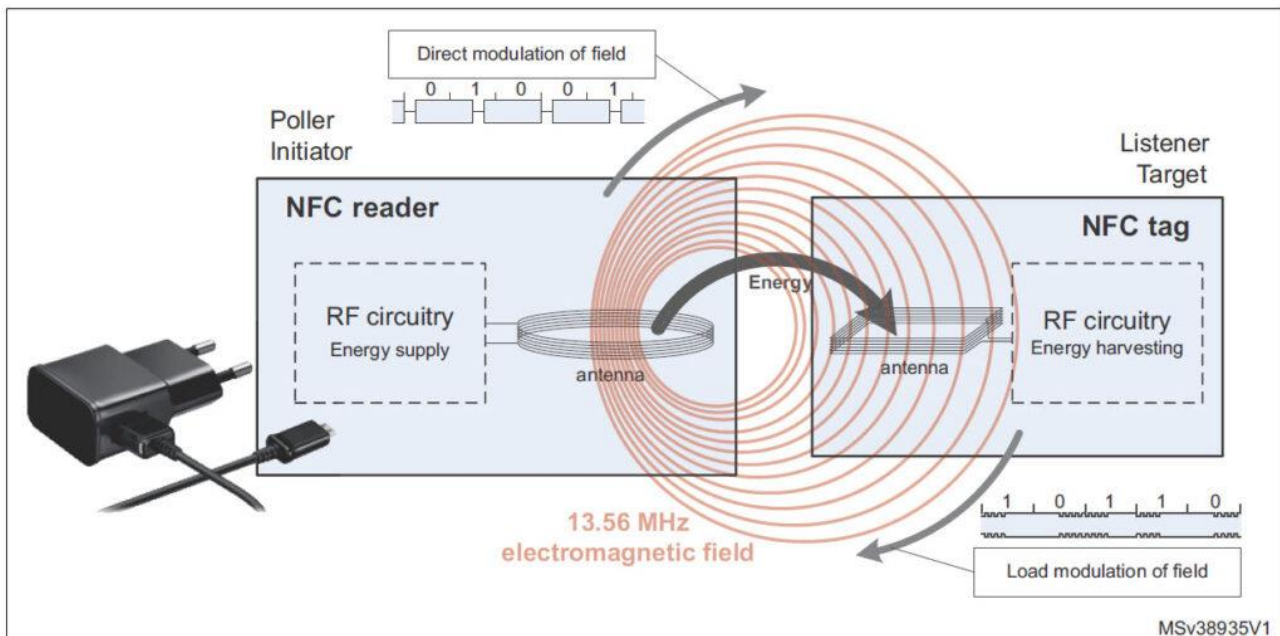 Direct modulation of field
0 1 0 0 1
Poller
Initiator
Listener
Target
NFC reader
NFC tag
RF circuitry
Energy supply
antenna
Energy
antenna
RF circuitry
Energy harvesting
13.56 MHz
electromagnetic field
1 0 1 1 0
Load modulation of field
MSv38935V1